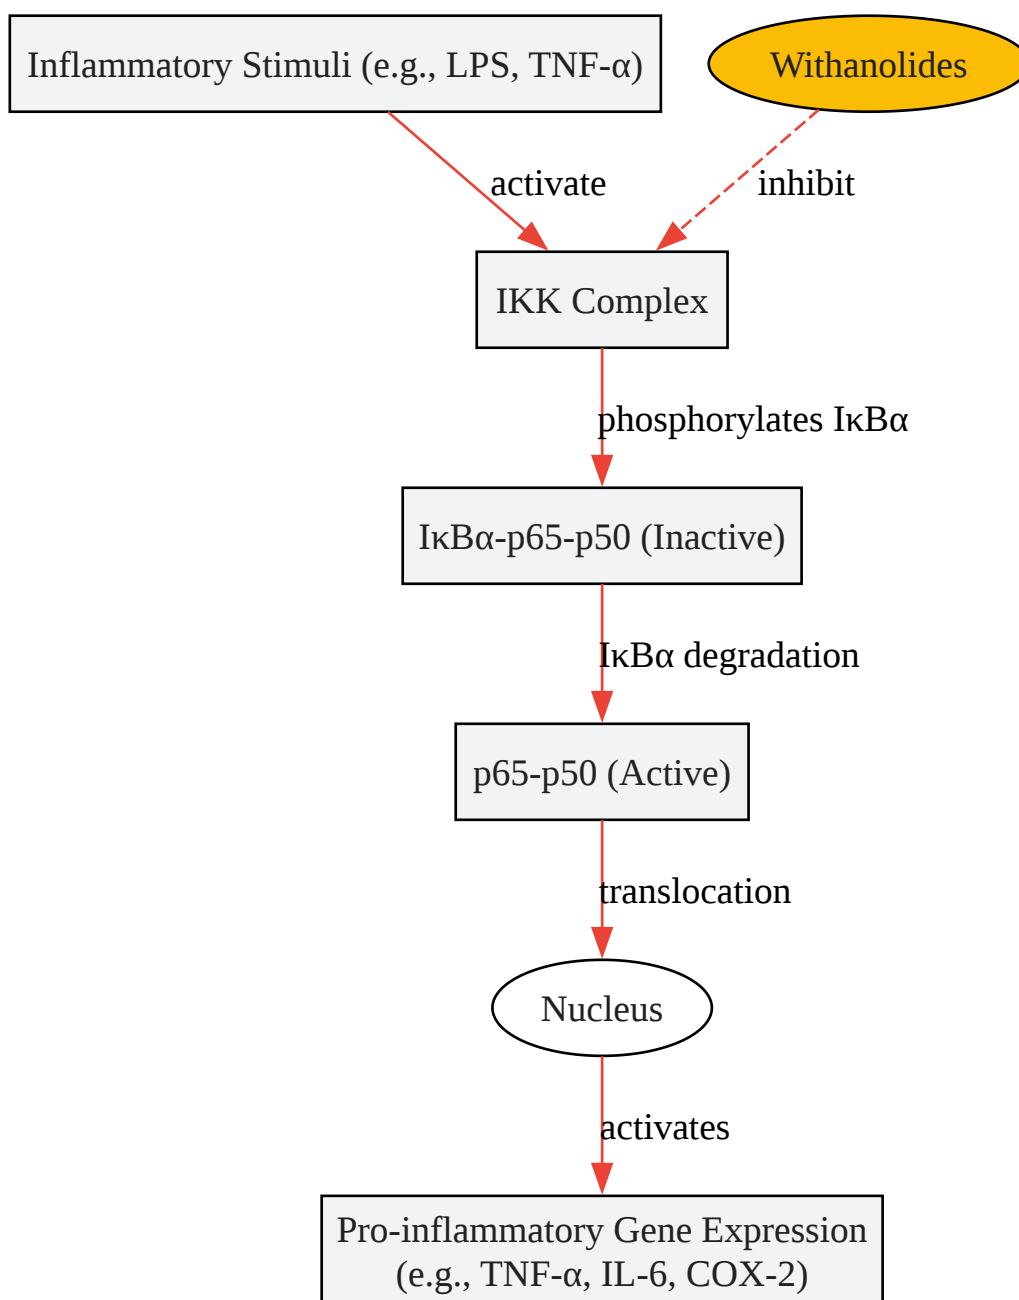 Inflammatory Stimuli (e.g., LPS, TNF-α)
Withanolides
activate
inhibit
IKK Complex
phosphorylates IκBα
IκBα-p65-p50 (Inactive)
IκBα degradation
p65-p50 (Active)
translocation
Nucleus
activates
Pro-inflammatory Gene Expression
(e.g., TNF-α, IL-6, COX-2)